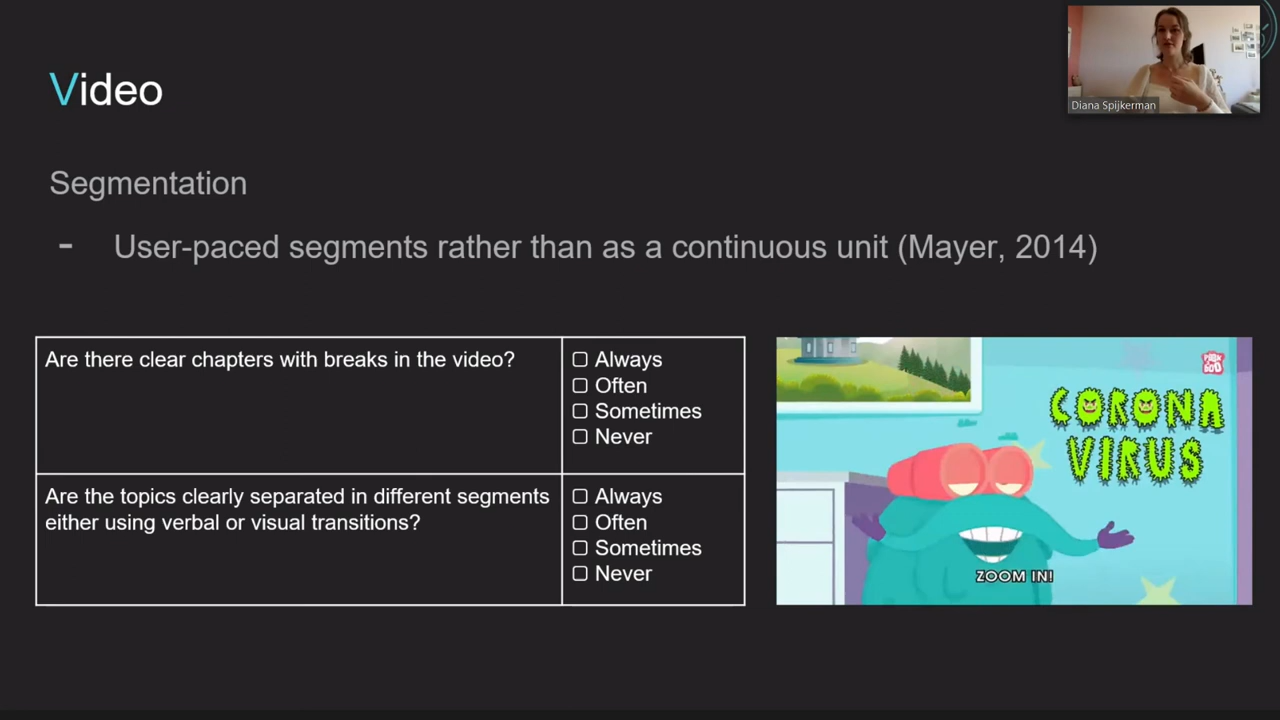 Video
Diana Spijkerman
Segmentation
- User-paced segments rather than as a continuous unit (Mayer, 2014)
Are there clear chapters with breaks in the video?
Always
Often
Sometimes
Never
Are the topics clearly separated in different segments
either using verbal or visual transitions?
Always
Often
Sometimes
Never
CORONA
VIRUS
ZOOM IN!